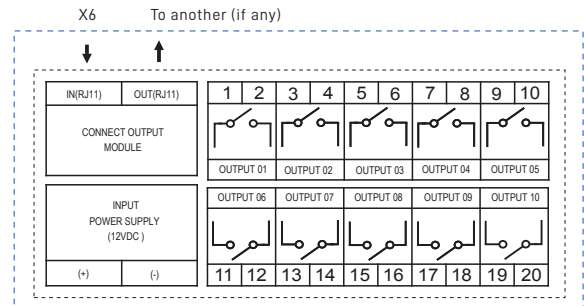 X6 To another (if any)
IN(RJ11) OUT(RJ11) 1 2 3 4 5 6 7 8 9 10
CONNECT OUTPUT
MODULE
OUTPUT 01 OUTPUT 02 OUTPUT 03 OUTPUT 04 OUTPUT 05
OUTPUT 06 OUTPUT 07 OUTPUT 08 OUTPUT 09 OUTPUT 10
INPUT
POWER SUPPLY
(12VDC )
(+) (-) 11 12 13 14 15 16 17 18 19 20